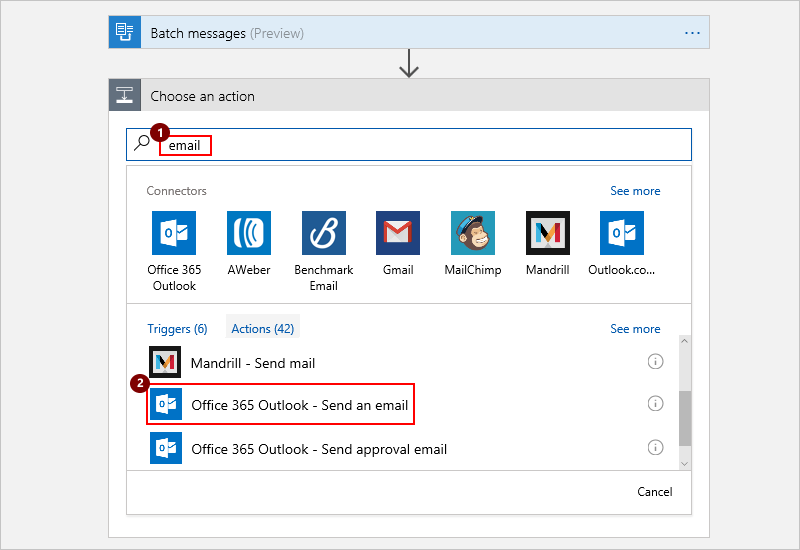 Batch messages (Preview) ...
Choose an action
1
email
Connectors See more
Office 365 Outlook
AWeber
Benchmark Email
Gmail
MailChimp
Mandrill
Outlook.co...
Triggers (6) Actions (42) See more
Mandrill - Send mail
2
Office 365 Outlook - Send an email
Office 365 Outlook - Send approval email
Cancel